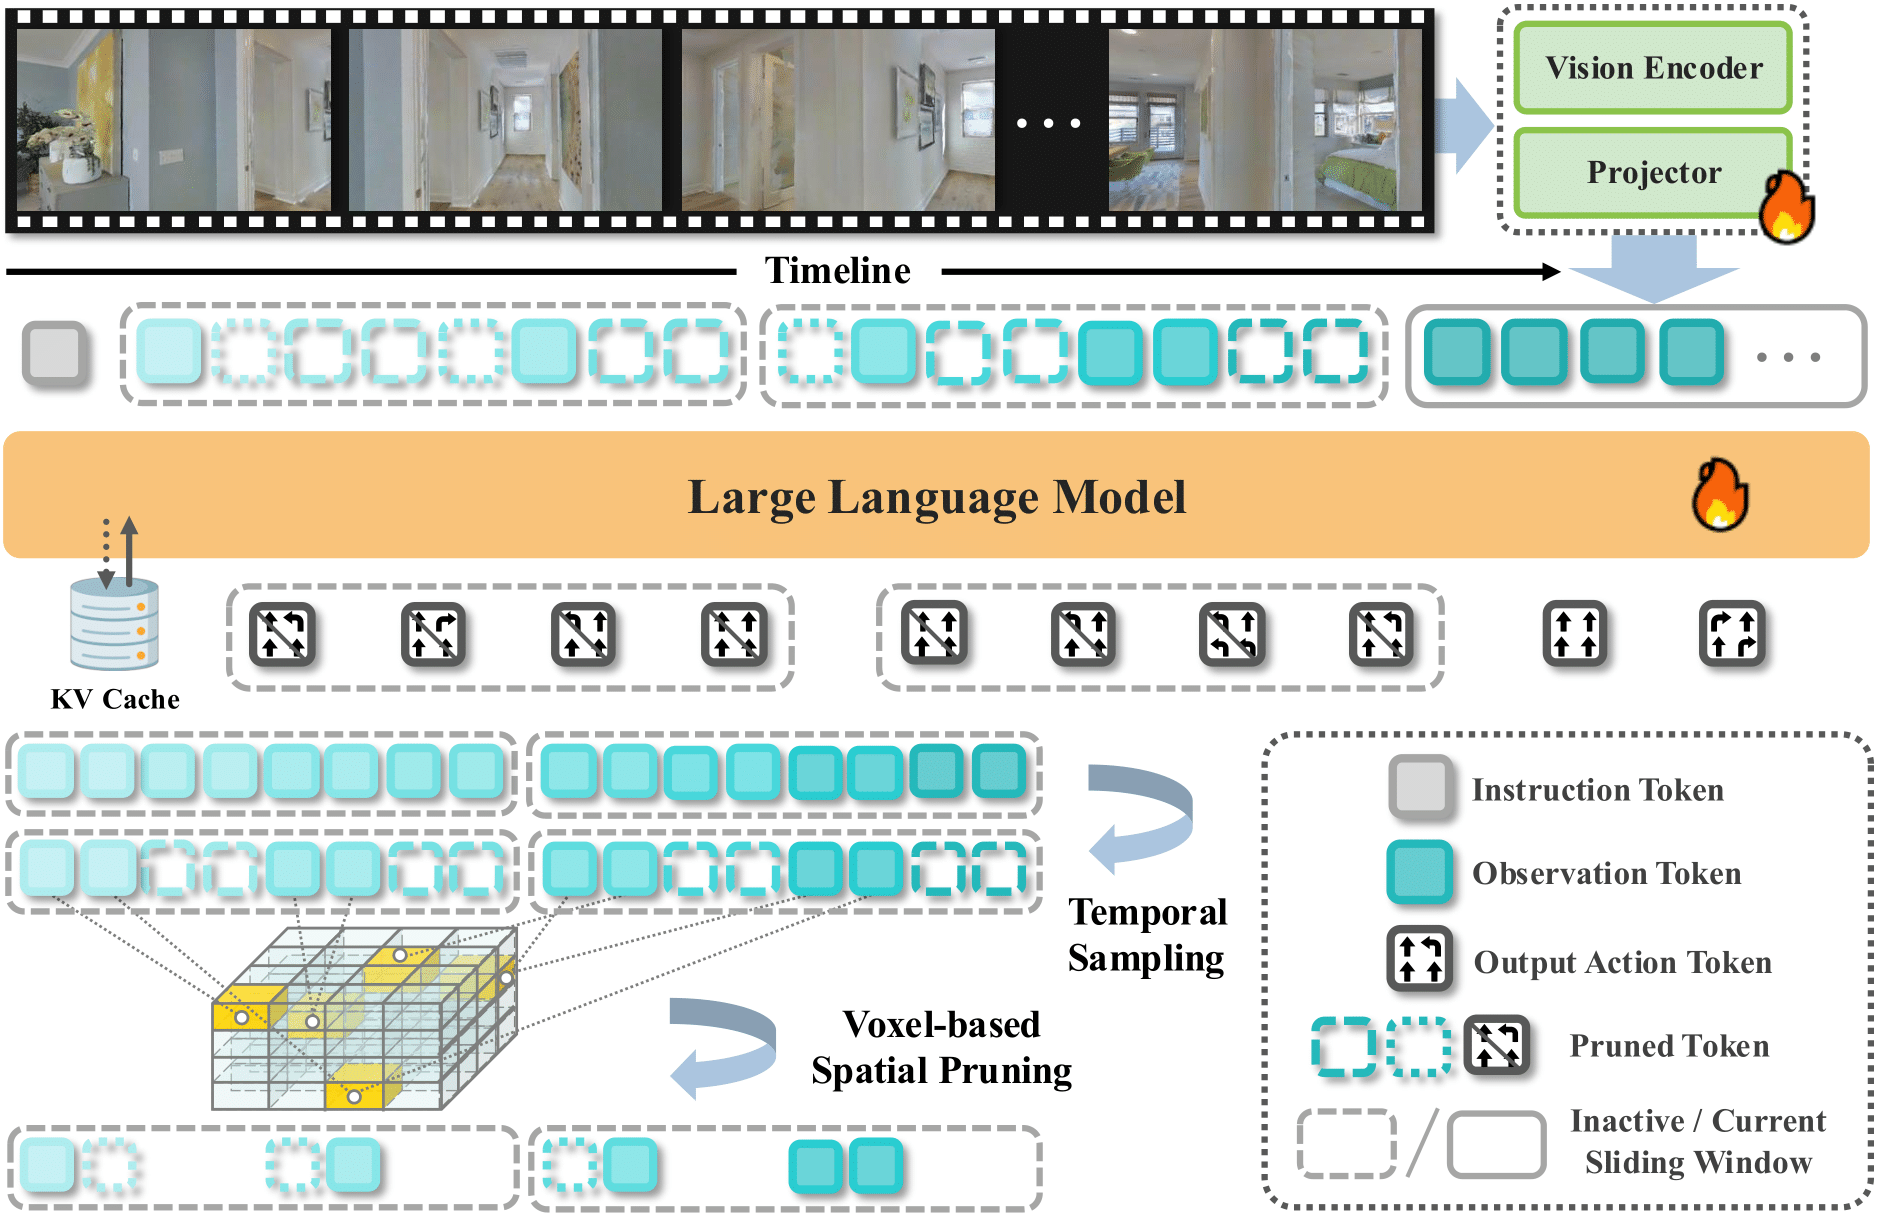 Vision Encoder
Projector
Timeline
Large Language Model
KV Cache
Temporal
Sampling
Voxel-based
Spatial Pruning
Instruction Token
Observation Token
Output Action Token
Pruned Token
Inactive / Current
Sliding Window